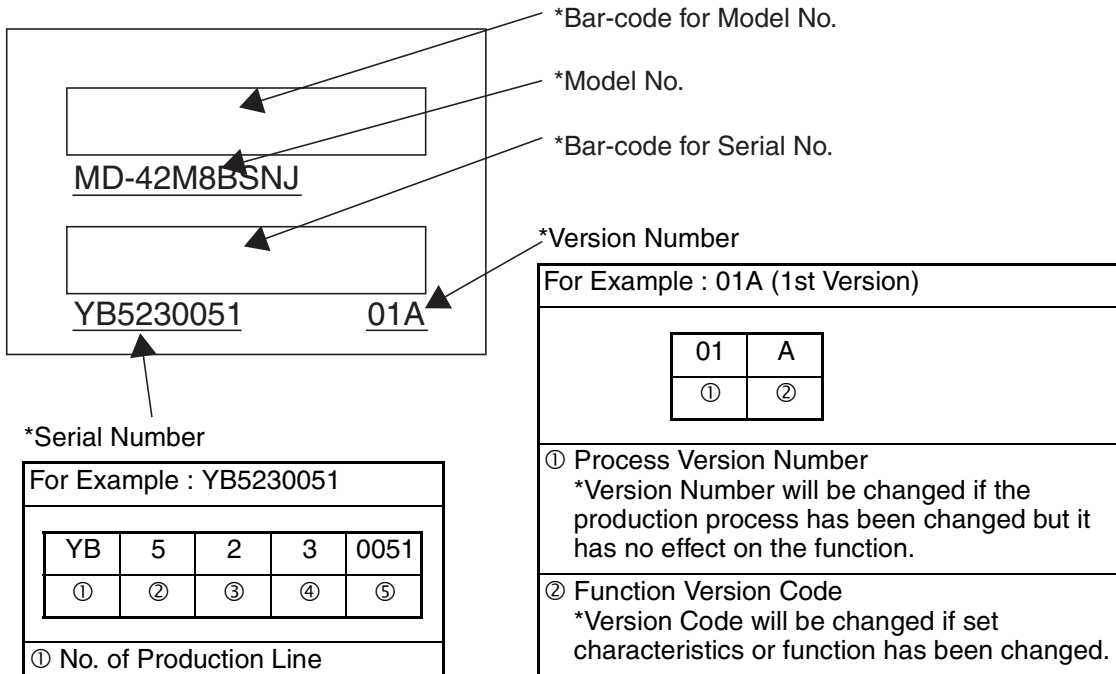 *Bar-code for Model No.
*Model No.
*Bar-code for Serial No.
MD-42M8BSNJ
YB5230051 01A
*Version Number
For Example : 01A (1st Version)
01 A
① ②
① Process Version Number
*Version Number will be changed if the
production process has been changed but it
has no effect on the function.
② Function Version Code
*Version Code will be changed if set
characteristics or function has been changed.
*Serial Number
For Example : YB5230051
YB 5 2 3 0051
① ② ③ ④ ⑤
① No. of Production Line